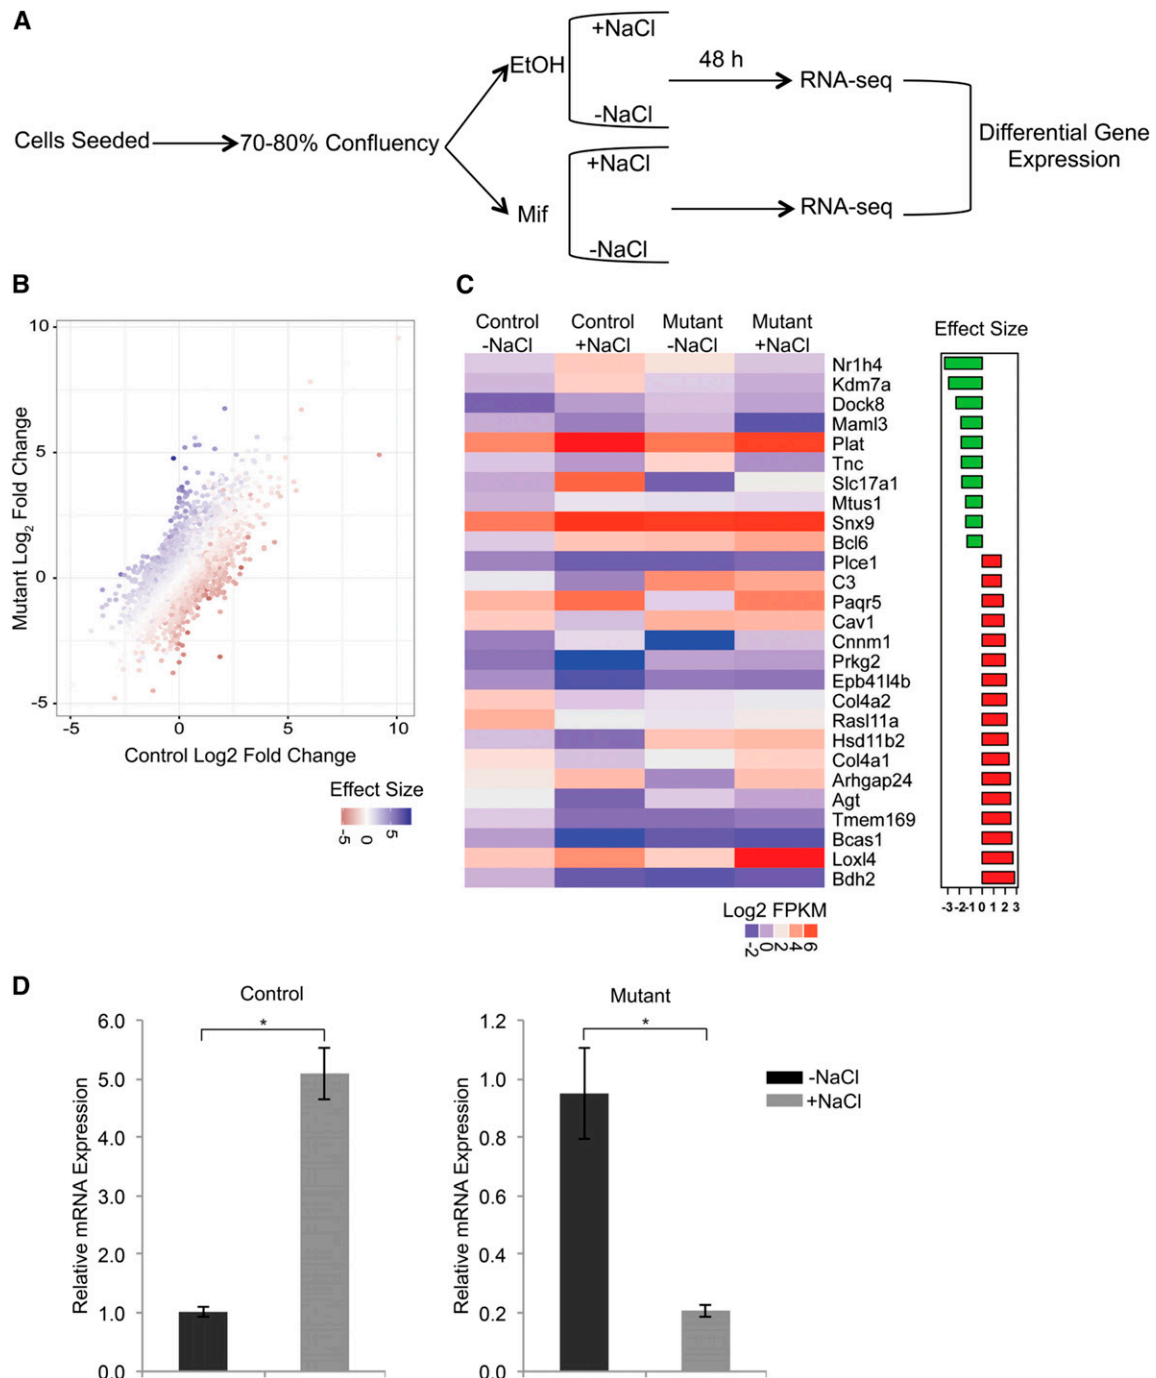 A
Cells Seeded
70-80% Confluency
EtOH
+NaCl
-NaCl
48 h
RNA-seq
Mif
+NaCl
-NaCl
RNA-seq
Differential Gene
Expression
B
Mutant Log2 Fold Change
10
5
0
-5
-5 0 5 10
Control Log2 Fold Change
Effect Size
-5 0 5
C
Control
-NaCl
Control
+NaCl
Mutant
-NaCl
Mutant
+NaCl
Effect Size
Nr1h4
Kdm7a
Dock8
Maml3
Plat
Tnc
Slc17a1
Mtus1
Snx9
Bcl6
Plce1
C3
Paqr5
Cav1
Cnnm1
Prkg2
Epb41l4b
Col4a2
Rasl11a
Hsd11b2
Col4a1
Arhgap24
Agt
Tmem169
Bcas1
Loxl4
Bdh2
-3 -2 -1 0 1 2 3
Log2 FPKM
-2 0 2 4 6
D
Control
Relative mRNA Expression
6.0
5.0
4.0
3.0
2.0
1.0
0.0
*
Mutant
Relative mRNA Expression
1.2
1.0
0.8
0.6
0.4
0.2
0.0
*
-NaCl
+NaCl